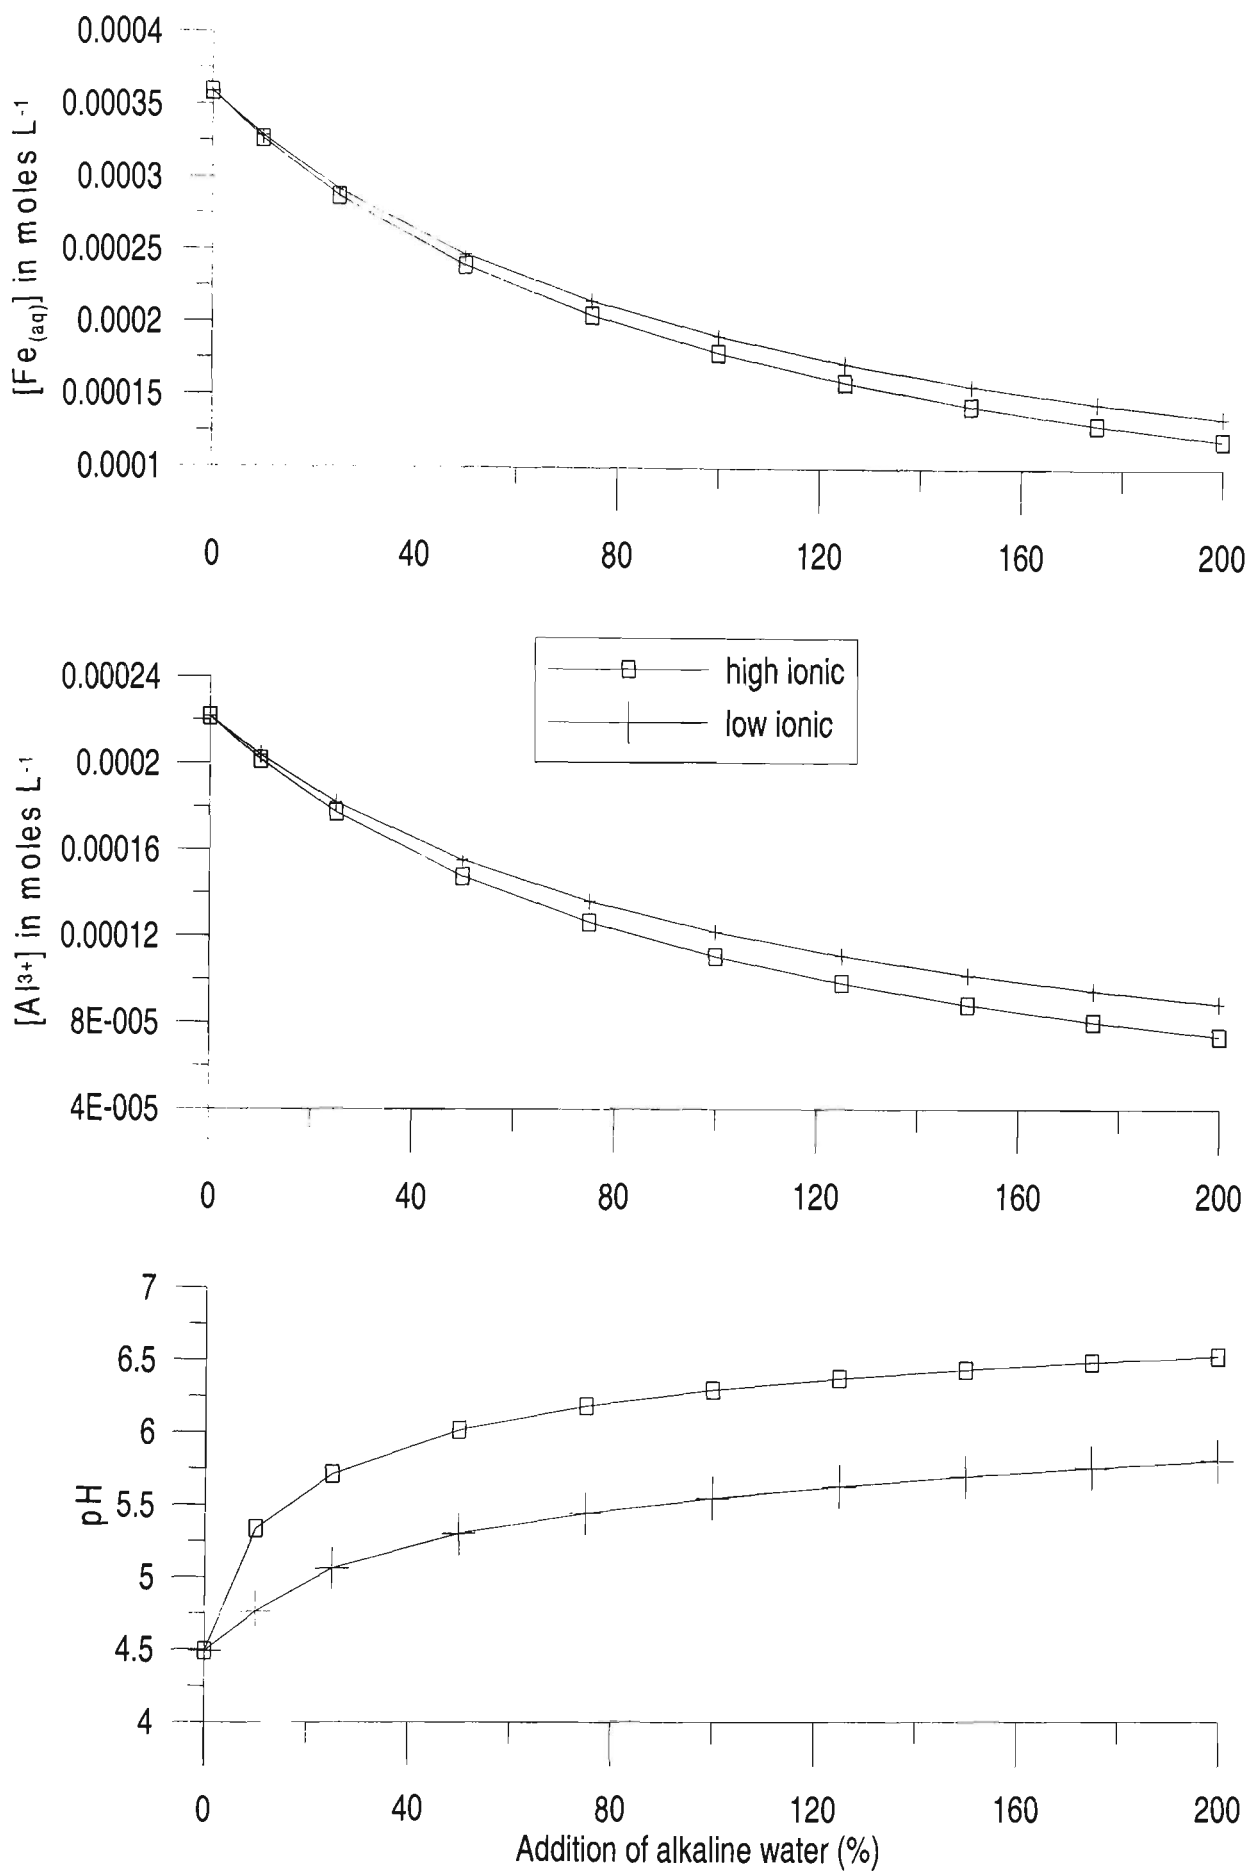 0.0004
0.00035
0.0003
0.00025
0.0002
0.00015
0.0001
[Fe(aq)] in moles L-1
0 40 80 120 160 200
high ionic
low ionic
0.00024
0.0002
0.00016
0.00012
8E-005
4E-005
[Al3+] in moles L-1
0 40 80 120 160 200
7
6.5
6
5.5
5
4.5
4
pH
0 40 80 120 160 200
Addition of alkaline water (%)